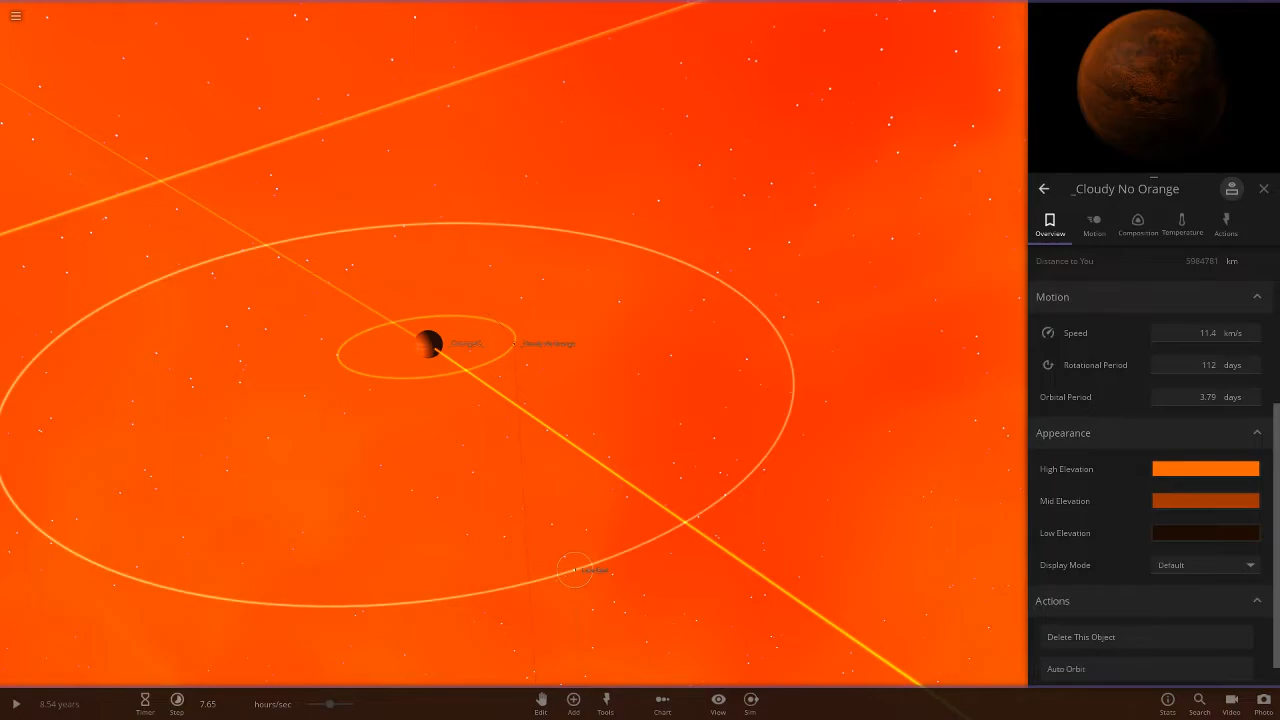 _Cloudy No Orange
Overview
Motion
Composition
Temperature
Actions
Distance to You 5984781 km
Motion
Speed 11.4 km/s
Rotational Period 112 days
Orbital Period 3.79 days
Appearance
High Elevation
Mid Elevation
Low Elevation
Display Mode Default
Actions
Delete This Object
Auto Orbit
8.54 years
Timer
Step
7.65 hours/sec
Edit
Add
Tools
Chart
View
Sim
Stats
Search
Video
Photo